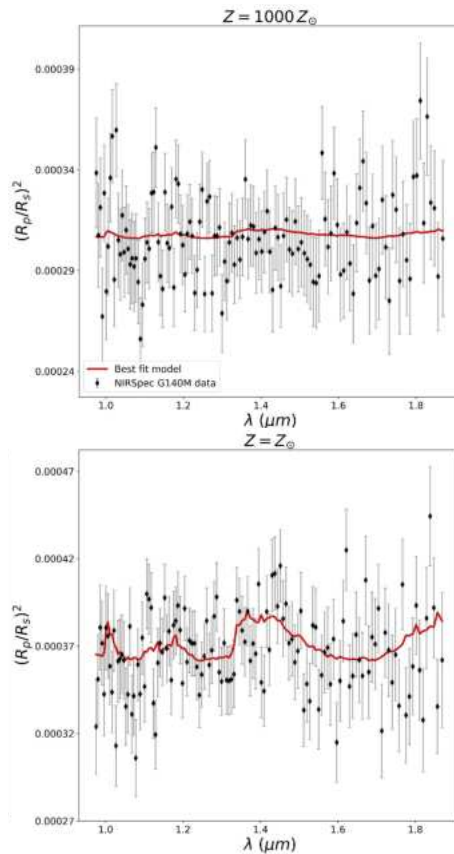 Z = 1000 Z⊙
(Rp/Rs)²
0.00039
0.00034
0.00029
0.00024
Best fit model
NIRSpec G140M data
1.0 1.2 1.4 1.6 1.8
λ (μm)
Z = Z⊙
(Rp/Rs)²
0.00047
0.00042
0.00037
0.00032
0.00027
1.0 1.2 1.4 1.6 1.8
λ (μm)